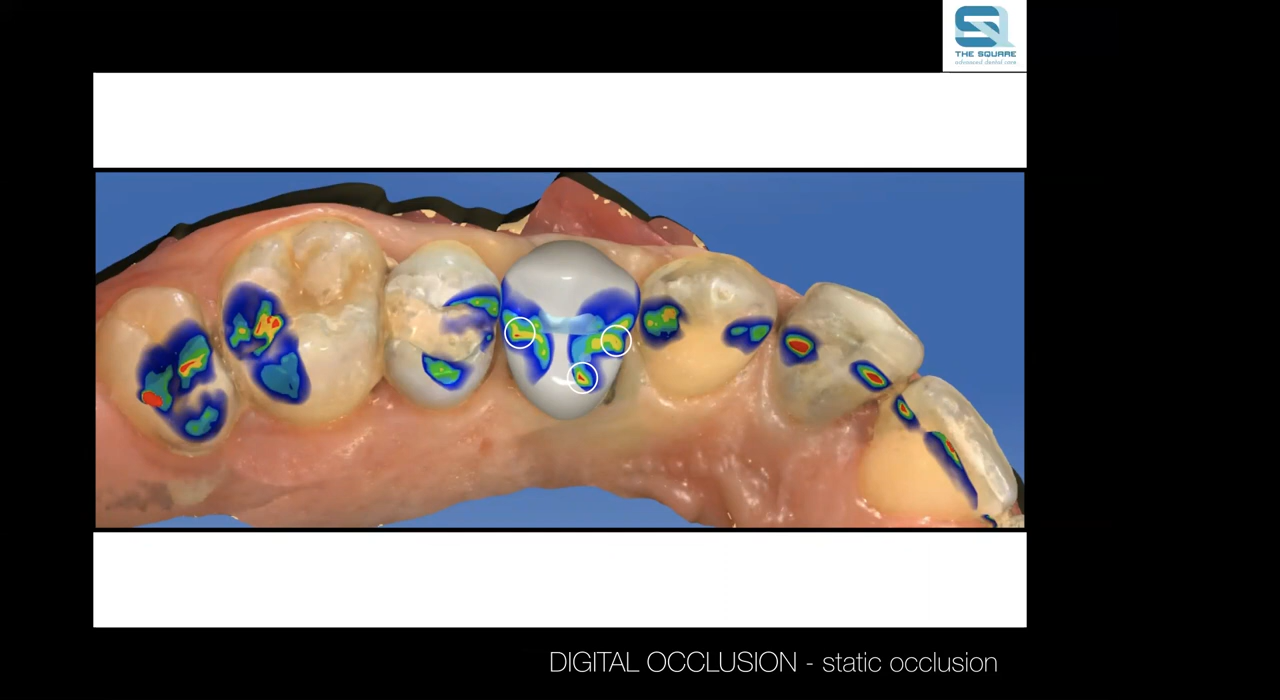 THE SQUARE
advanced dental care
DIGITAL OCCLUSION - static occlusion